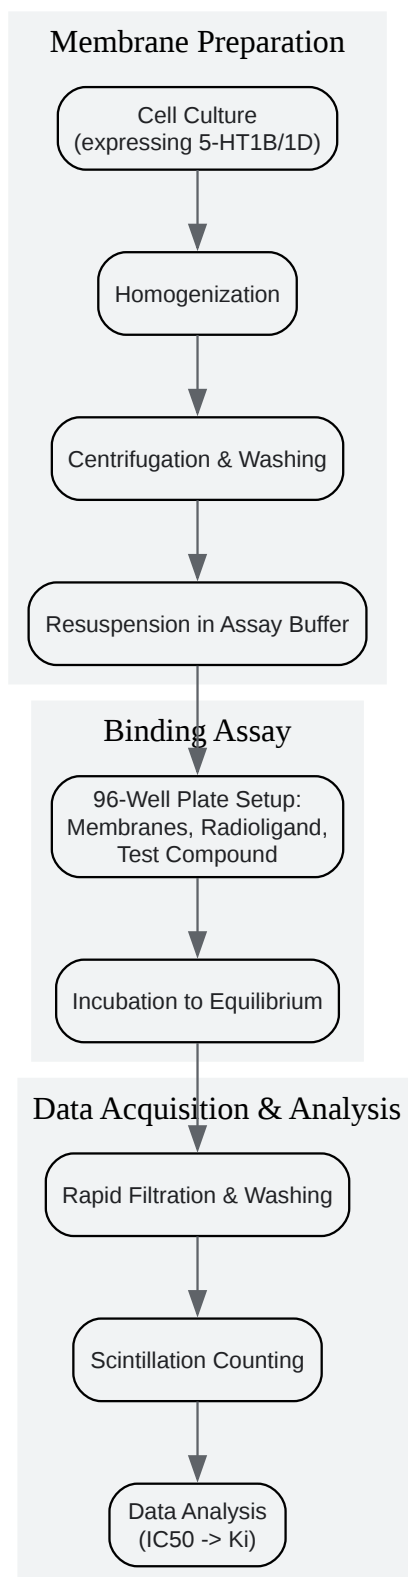 Membrane Preparation
Cell Culture
(expressing 5-HT1B/1D)
Homogenization
Centrifugation & Washing
Resuspension in Assay Buffer
Binding Assay
96-Well Plate Setup:
Membranes, Radioligand,
Test Compound
Incubation to Equilibrium
Data Acquisition & Analysis
Rapid Filtration & Washing
Scintillation Counting
Data Analysis
(IC50 -> Ki)